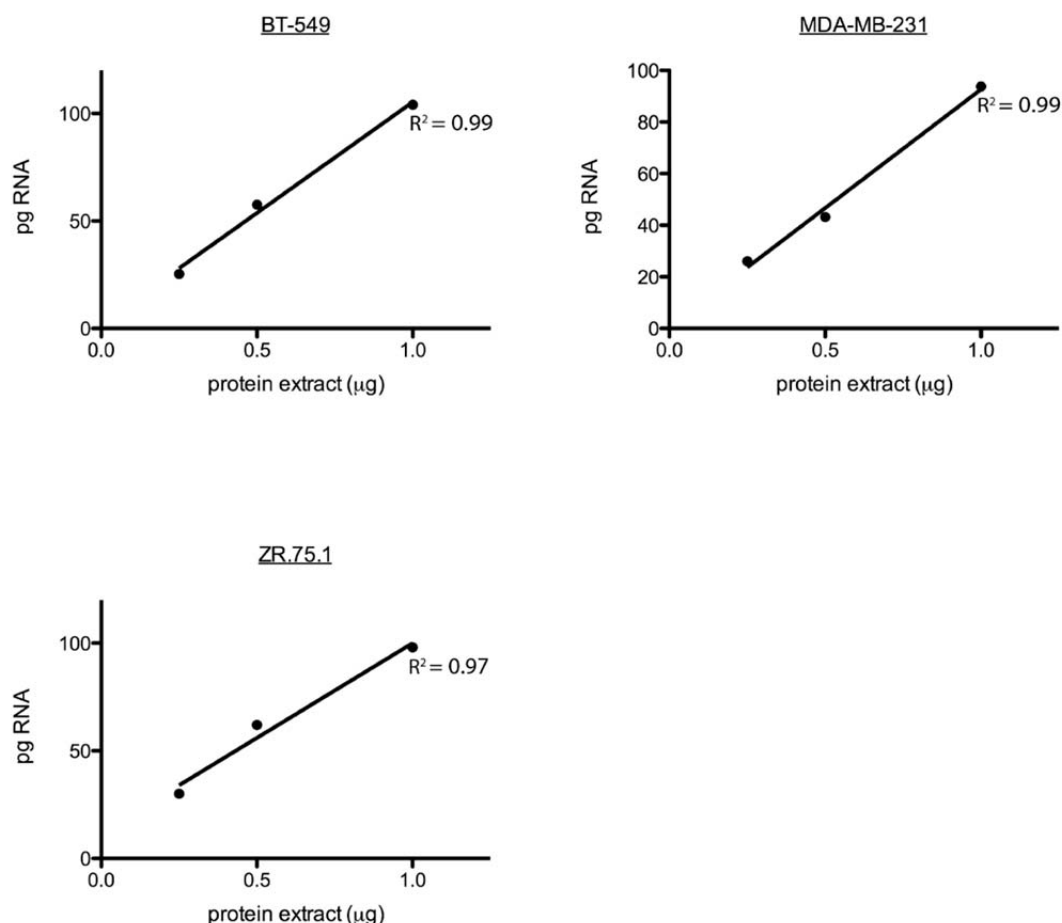 BT-549
100
50
0
pg RNA
R² = 0.99
0.0 0.5 1.0
protein extract (μg)
MDA-MB-231
100
80
60
40
20
0
pg RNA
R² = 0.99
0.0 0.5 1.0
protein extract (μg)
ZR.75.1
100
50
0
pg RNA
R² = 0.97
0.0 0.5 1.0
protein extract (μg)